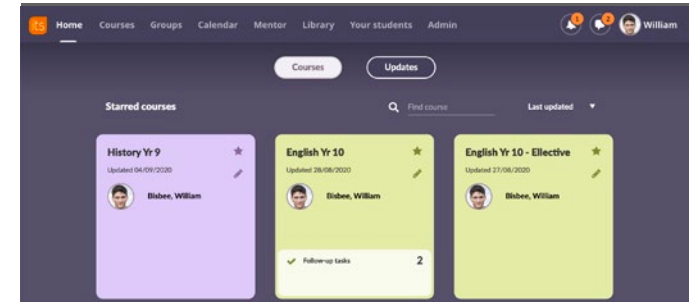 its Home Courses Groups Calendar Mentor Library Your students Admin 1 2 William
Courses Updates
Starred courses Find course Last updated
History Yr 9
Updated 04/09/2020
Bisbee, William
English Yr 10
Updated 28/08/2020
Bisbee, William
Follow-up tasks 2
English Yr 10 - Ellective
Updated 27/08/2020
Bisbee, William